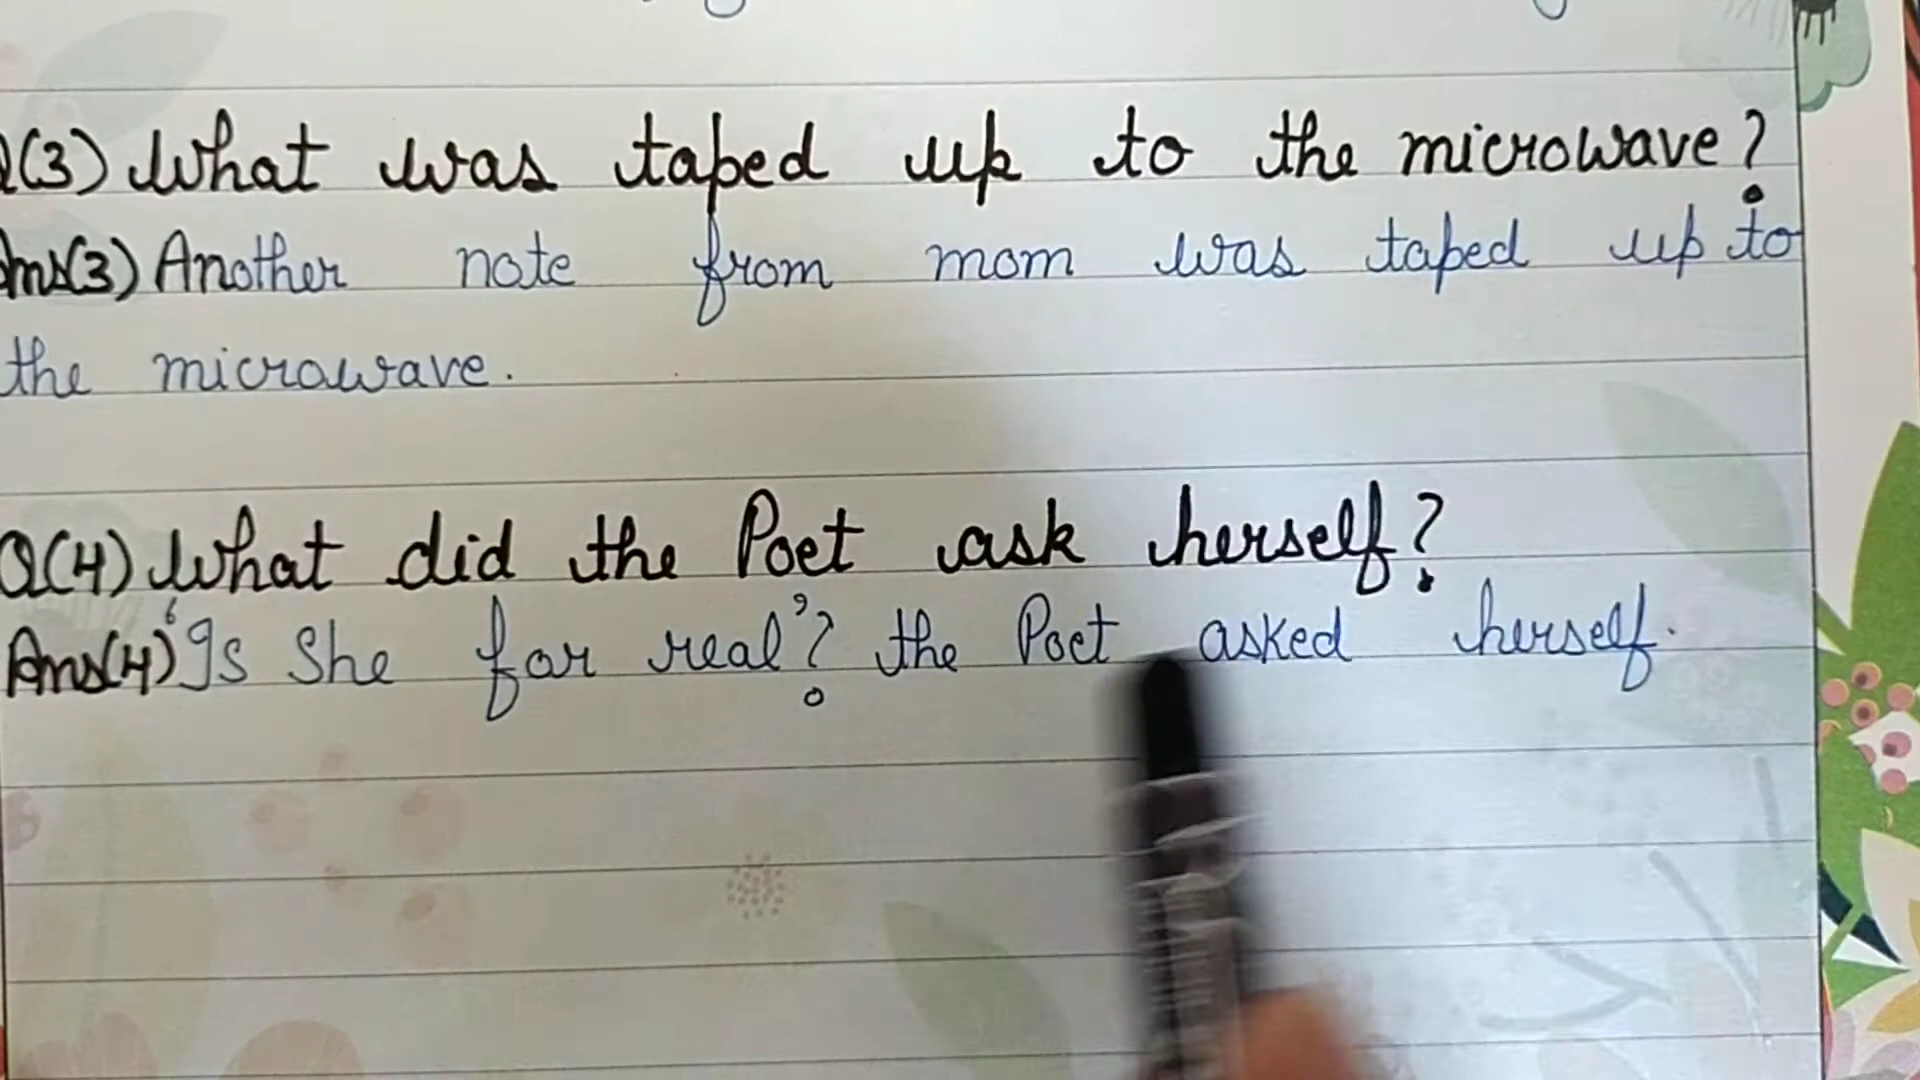 Q(3) What was taped up to the microwave?
Ans(3) Another note from mom was taped up to
the microwave.
Q(4) What did the Poet ask herself?
Ans(4) 'Is She for real'? the Poet asked herself.